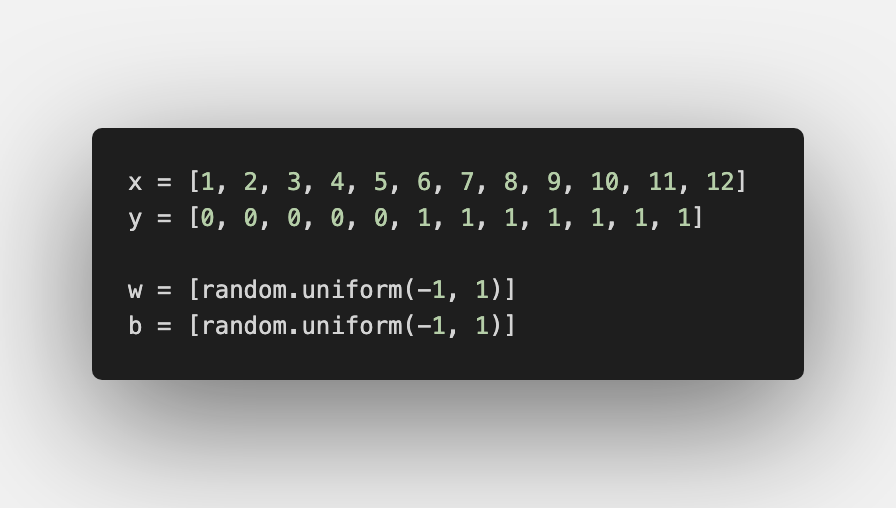 x = [1, 2, 3, 4, 5, 6, 7, 8, 9, 10, 11, 12]
y = [0, 0, 0, 0, 0, 1, 1, 1, 1, 1, 1, 1]
w = [random.uniform(-1, 1)]
b = [random.uniform(-1, 1)]